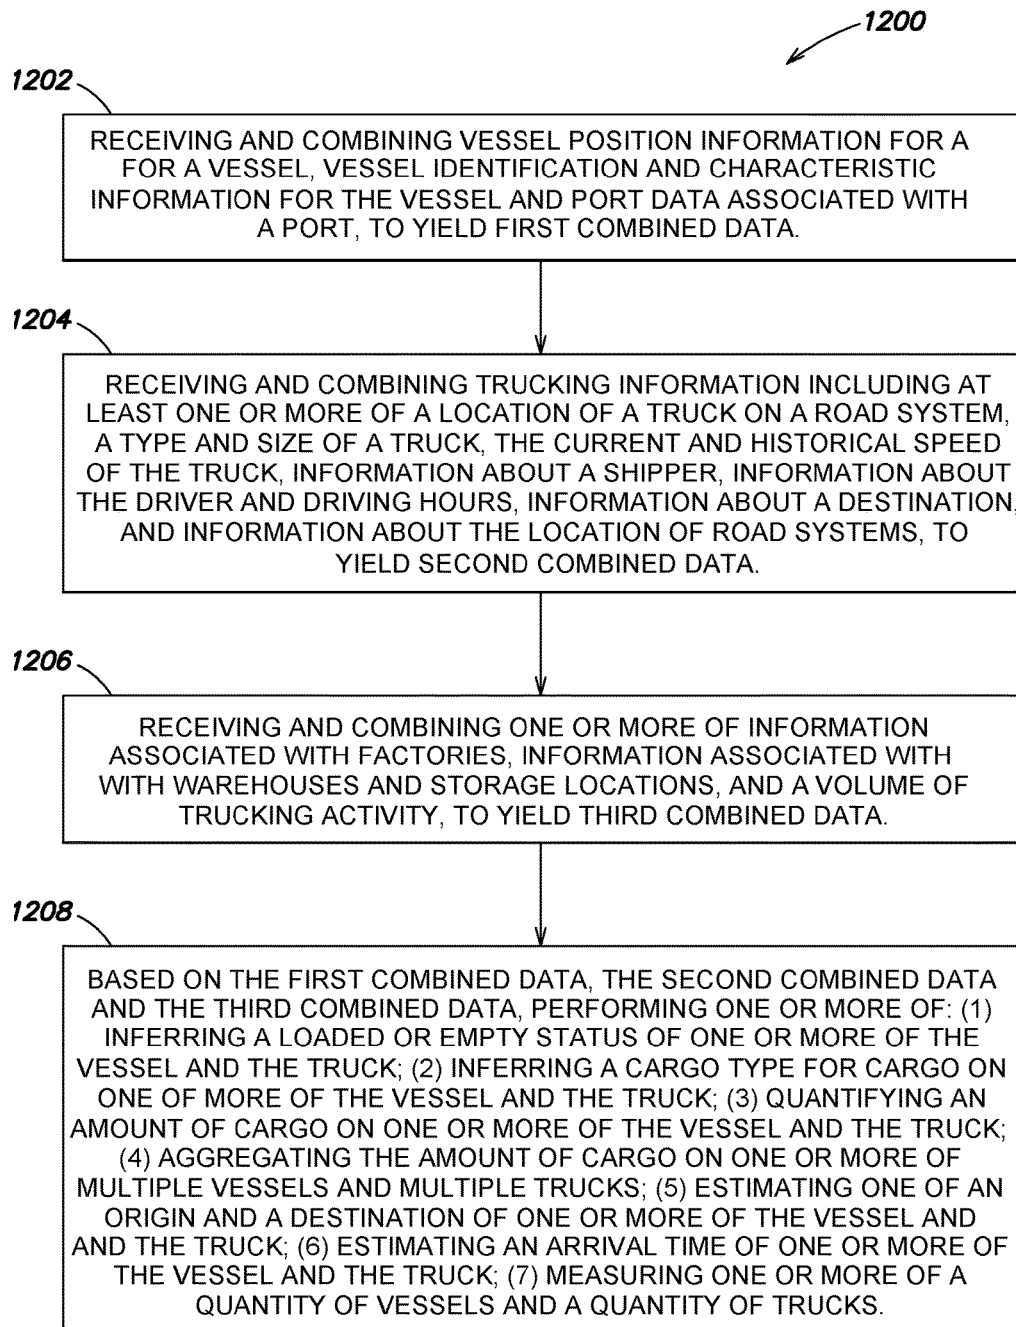 1200
1202
RECEIVING AND COMBINING VESSEL POSITION INFORMATION FOR A
FOR A VESSEL, VESSEL IDENTIFICATION AND CHARACTERISTIC
INFORMATION FOR THE VESSEL AND PORT DATA ASSOCIATED WITH
A PORT, TO YIELD FIRST COMBINED DATA.
1204
RECEIVING AND COMBINING TRUCKING INFORMATION INCLUDING AT
LEAST ONE OR MORE OF A LOCATION OF A TRUCK ON A ROAD SYSTEM,
A TYPE AND SIZE OF A TRUCK, THE CURRENT AND HISTORICAL SPEED
OF THE TRUCK, INFORMATION ABOUT A SHIPPER, INFORMATION ABOUT
THE DRIVER AND DRIVING HOURS, INFORMATION ABOUT A DESTINATION,
AND INFORMATION ABOUT THE LOCATION OF ROAD SYSTEMS, TO
YIELD SECOND COMBINED DATA.
1206
RECEIVING AND COMBINING ONE OR MORE OF INFORMATION
ASSOCIATED WITH FACTORIES, INFORMATION ASSOCIATED WITH
WITH WAREHOUSES AND STORAGE LOCATIONS, AND A VOLUME OF
TRUCKING ACTIVITY, TO YIELD THIRD COMBINED DATA.
1208
BASED ON THE FIRST COMBINED DATA, THE SECOND COMBINED DATA
AND THE THIRD COMBINED DATA, PERFORMING ONE OR MORE OF: (1)
INFERRING A LOADED OR EMPTY STATUS OF ONE OR MORE OF THE
VESSEL AND THE TRUCK; (2) INFERRING A CARGO TYPE FOR CARGO ON
ONE OF MORE OF THE VESSEL AND THE TRUCK; (3) QUANTIFYING AN
AMOUNT OF CARGO ON ONE OR MORE OF THE VESSEL AND THE TRUCK;
(4) AGGREGATING THE AMOUNT OF CARGO ON ONE OR MORE OF
MULTIPLE VESSELS AND MULTIPLE TRUCKS; (5) ESTIMATING ONE OF AN
ORIGIN AND A DESTINATION OF ONE OR MORE OF THE VESSEL AND
AND THE TRUCK; (6) ESTIMATING AN ARRIVAL TIME OF ONE OR MORE OF
THE VESSEL AND THE TRUCK; (7) MEASURING ONE OR MORE OF A
QUANTITY OF VESSELS AND A QUANTITY OF TRUCKS.